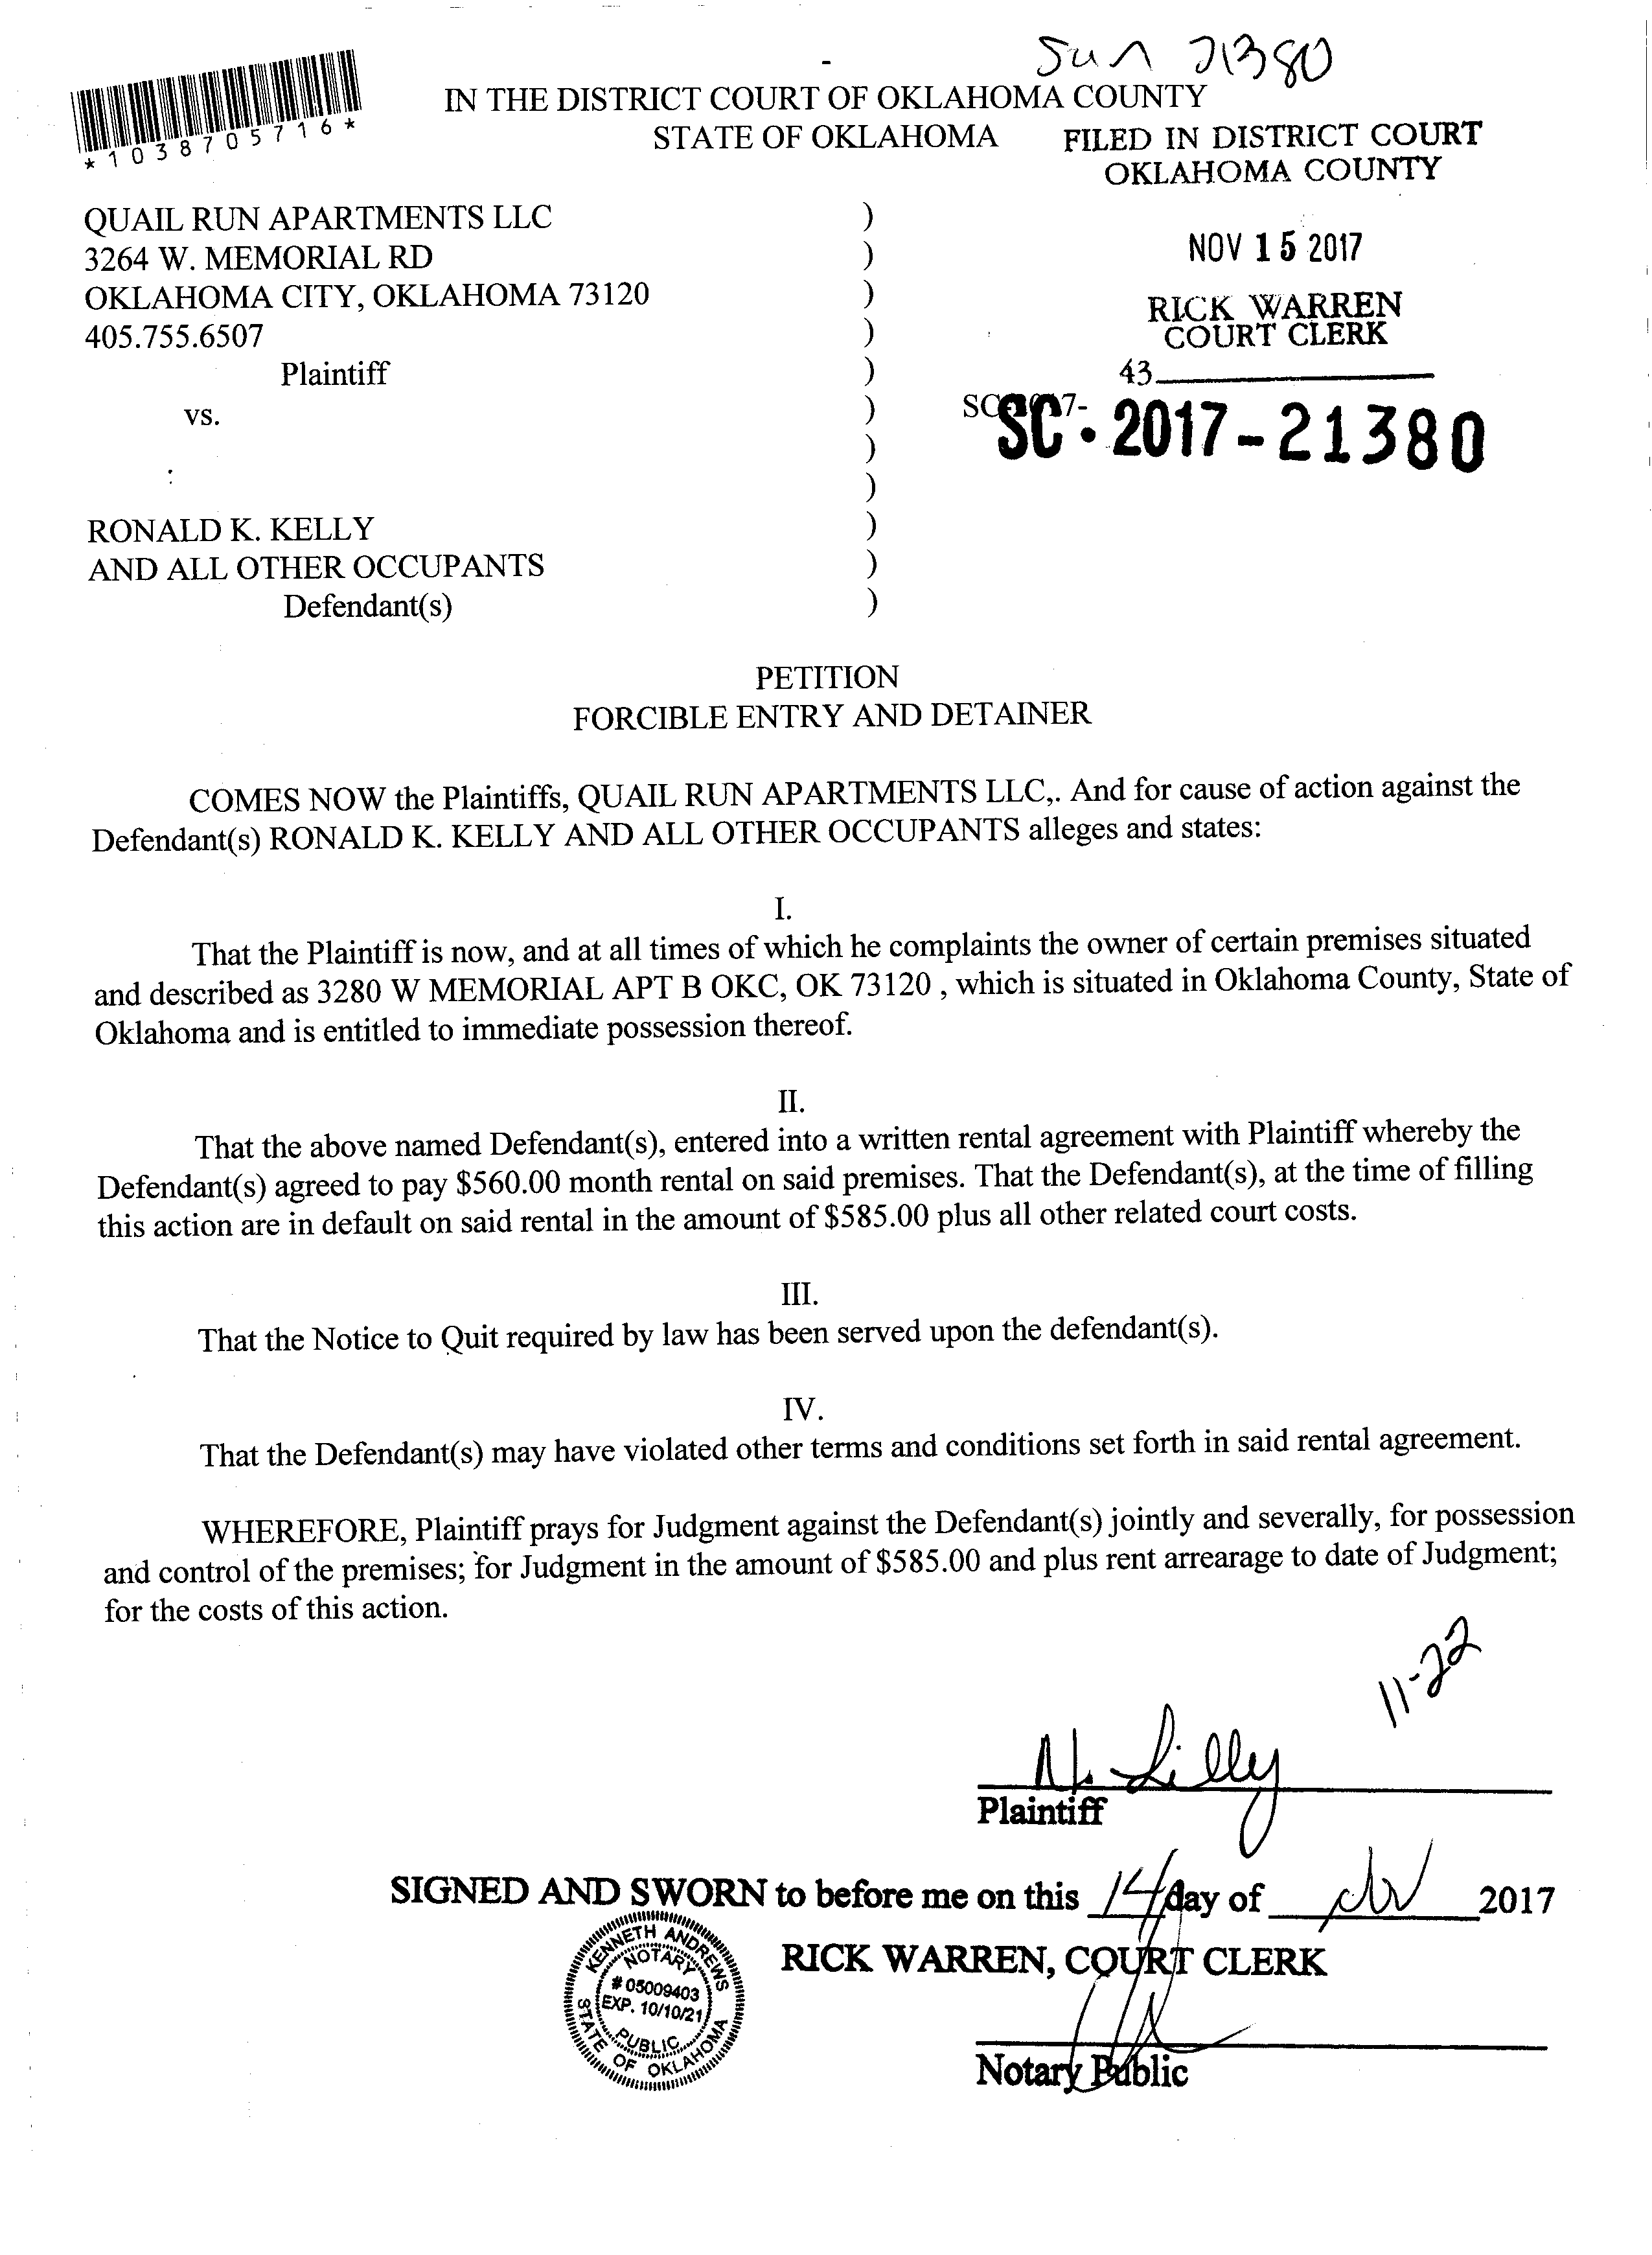 Sun 21380
*1038705716*
IN THE DISTRICT COURT OF OKLAHOMA COUNTY
STATE OF OKLAHOMA
FILED IN DISTRICT COURT
OKLAHOMA COUNTY
QUAIL RUN APARTMENTS LLC )
3264 W. MEMORIAL RD )
NOV 15 2017
OKLAHOMA CITY, OKLAHOMA 73120 )
405.755.6507 )
RICK WARREN
COURT CLERK
Plaintiff )
43
vs. )
SC
SC • 2017-21380
)
: )
RONALD K. KELLY )
AND ALL OTHER OCCUPANTS )
Defendant(s) )
PETITION
FORCIBLE ENTRY AND DETAINER
COMES NOW the Plaintiffs, QUAIL RUN APARTMENTS LLC,. And for cause of action against the
Defendant(s) RONALD K. KELLY AND ALL OTHER OCCUPANTS alleges and states:
I.
That the Plaintiff is now, and at all times of which he complaints the owner of certain premises situated
and described as 3280 W MEMORIAL APT B OKC, OK 73120 , which is situated in Oklahoma County, State of
Oklahoma and is entitled to immediate possession thereof.
II.
That the above named Defendant(s), entered into a written rental agreement with Plaintiff whereby the
Defendant(s) agreed to pay $560.00 month rental on said premises. That the Defendant(s), at the time of filling
this action are in default on said rental in the amount of $585.00 plus all other related court costs.
III.
That the Notice to Quit required by law has been served upon the defendant(s).
IV.
That the Defendant(s) may have violated other terms and conditions set forth in said rental agreement.
WHEREFORE, Plaintiff prays for Judgment against the Defendant(s) jointly and severally, for possession
and control of the premises; for Judgment in the amount of $585.00 and plus rent arrearage to date of Judgment;
for the costs of this action.
11-22
N. Lilly
Plaintiff
SIGNED AND SWORN to before me on this 14 day of 2017
KENNETH ANDREWS
NOTARY
# 05009403
EXP. 10/10/21
PUBLIC
STATE OF OKLAHOMA
RICK WARREN, COURT CLERK
Notary Public